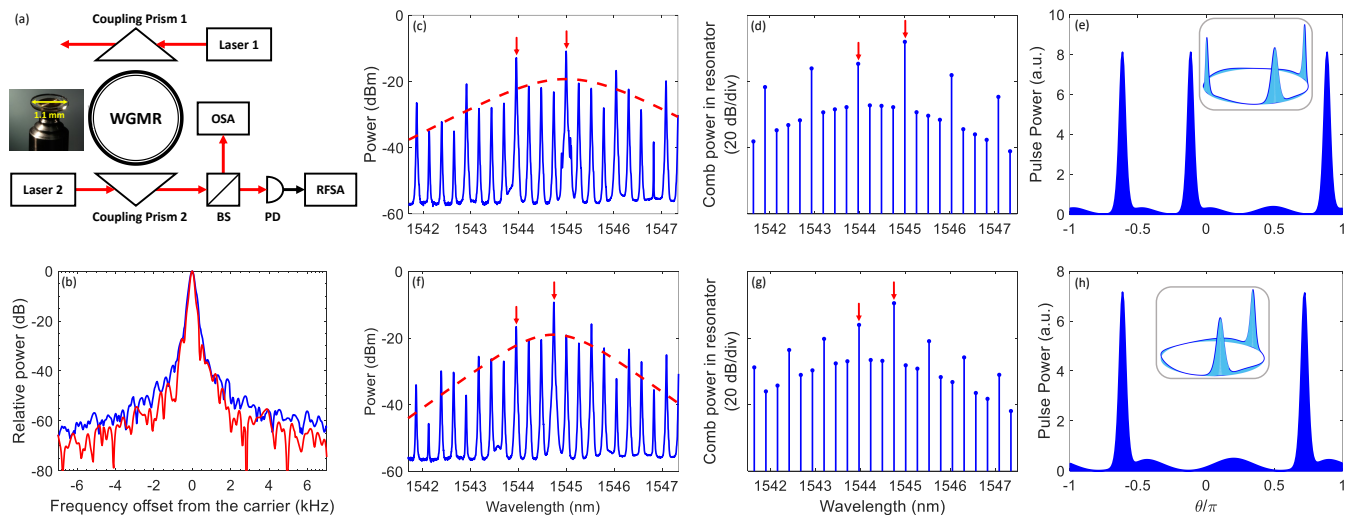 (a)
Coupling Prism 1
Laser 1
1.1 mm
WGMR
OSA
Laser 2
Coupling Prism 2
BS
PD
RFSA
(b)
Relative power (dB)
0
-20
-40
-60
-80
-6 -4 -2 0 2 4 6
Frequency offset from the carrier (kHz)
(c)
Power (dBm)
0
-20
-40
-60
1542 1543 1544 1545 1546 1547
(d)
Comb power in resonator
(20 dB/div)
1542 1543 1544 1545 1546 1547
(e)
Pulse Power (a.u.)
10
8
6
4
2
0
-1 -0.5 0 0.5 1
(f)
Power (dBm)
0
-20
-40
-60
1542 1543 1544 1545 1546 1547
Wavelength (nm)
(g)
Comb power in resonator
(20 dB/div)
1542 1543 1544 1545 1546 1547
Wavelength (nm)
(h)
Pulse Power (a.u.)
8
6
4
2
0
-1 -0.5 0 0.5 1
θ/π